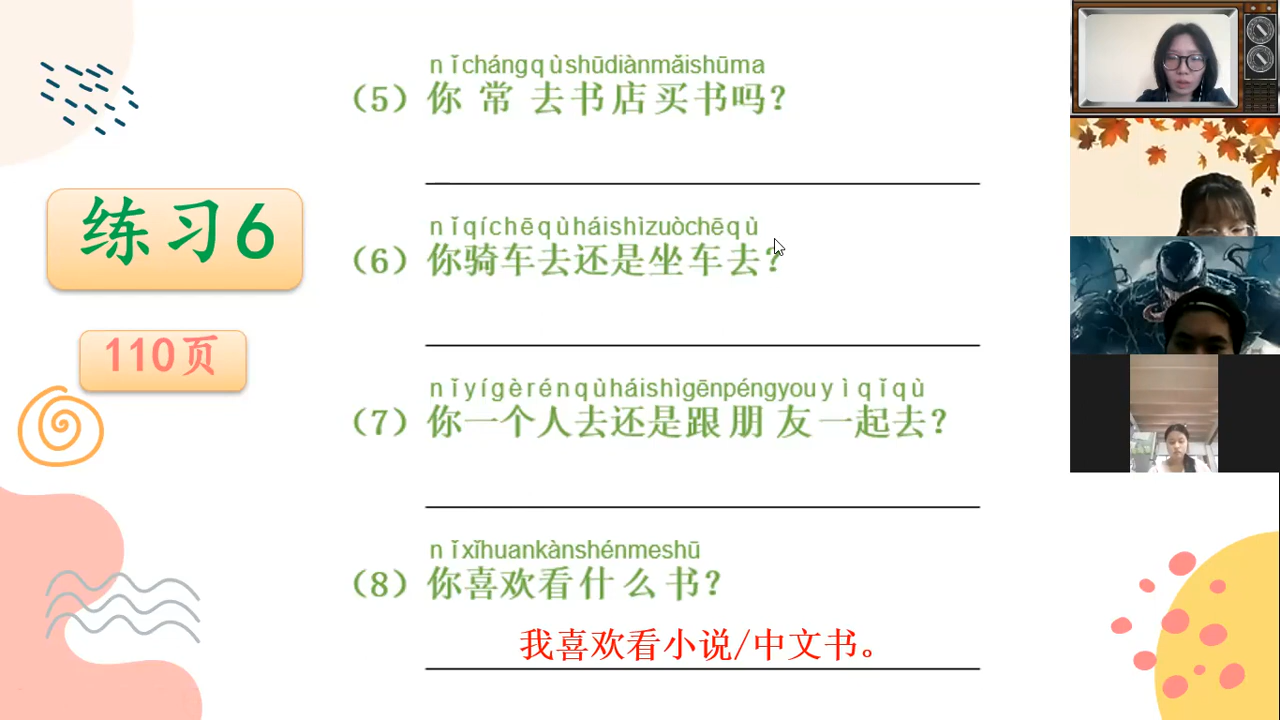 练习6
110页
nǐchángqùshūdiànmǎishūma
（5）你常去书店买书吗？
nǐqíchēqùháishìzuòchēqù
（6）你骑车去还是坐车去？
nǐyígèrénqùháishìgēnpéngyouyìqǐqù
（7）你一个人去还是跟朋友一起去？
nǐxǐhuankànshénmeshū
（8）你喜欢看什么书？
我喜欢看小说/中文书。